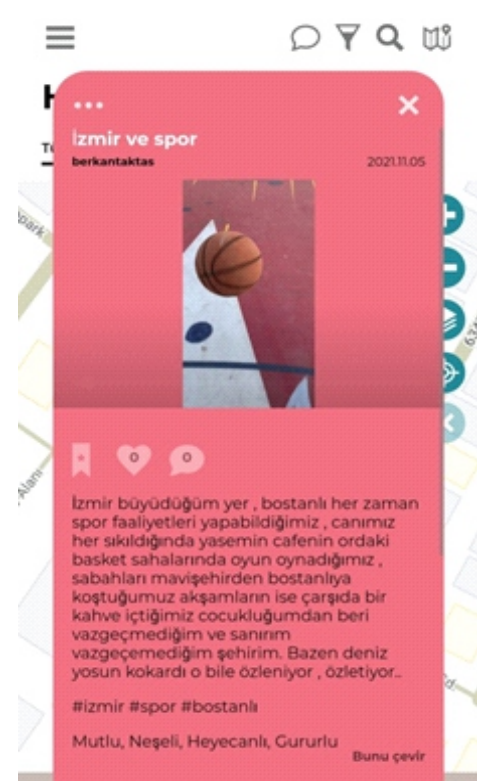 İzmir ve spor
berkantaktas
2021.11.05
0
0
İzmir büyüdüğüm yer , bostanlı her zaman
spor faaliyetleri yapabildiğimiz , canımız
her sıkıldığında yasemin cafenin ordaki
basket sahalarında oyun oynadığımız ,
sabahları mavişehirden bostanlıya
koştuğumuz akşamların ise çarşıda bir
kahve içtiğimiz cocukluğumdan beri
vazgeçmediğim ve sanırım
vazgeçemediğim şehirim. Bazen deniz
yosun kokardı o bile özleniyor , özletiyor..
#izmir #spor #bostanlı
Mutlu, Neşeli, Heyecanlı, Gururlu
Bunu çevir